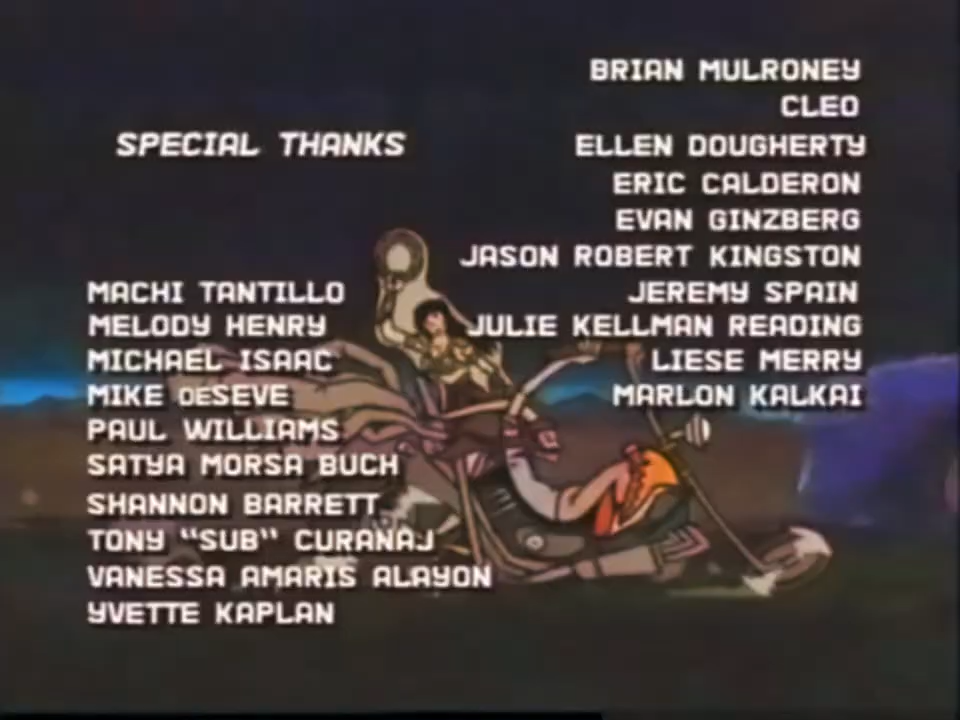 SPECIAL THANKS
BRIAN MULRONEY
CLEO
ELLEN DOUGHERTY
ERIC CALDERON
EVAN GINZBERG
JASON ROBERT KINGSTON
JEREMY SPAIN
JULIE KELLMAN READING
LIESE MERRY
MARLON KALKAI
MACHI TANTILLO
MELODY HENRY
MICHAEL ISAAC
MIKE DESEVE
PAUL WILLIAMS
SATYA MORSA BUCH
SHANNON BARRETT
TONY "SUB" CURANAJ
VANESSA AMARIS ALAYON
YVETTE KAPLAN